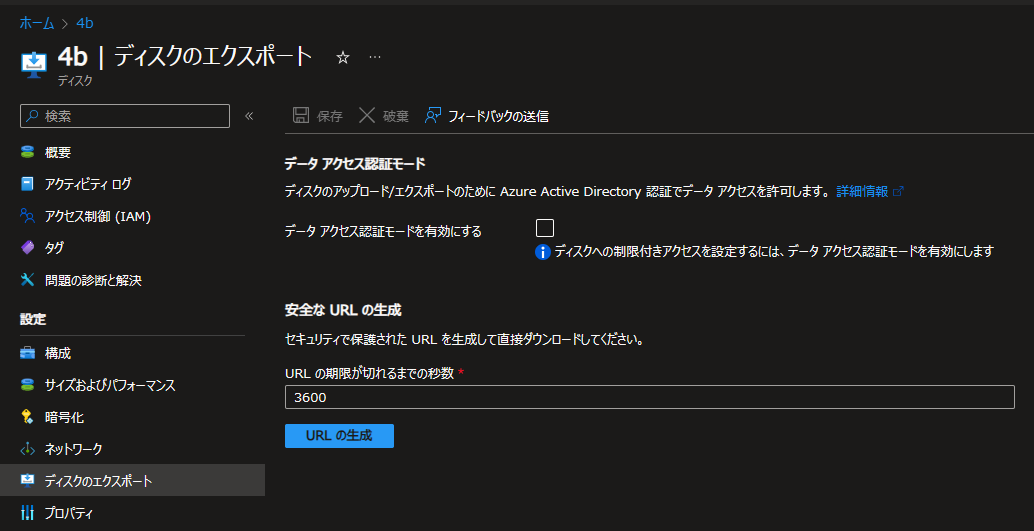 ホーム > 4b
4b | ディスクのエクスポート ☆ …
ディスク
検索 «
保存 破棄 フィードバックの送信
概要
アクティビティ ログ
アクセス制御 (IAM)
タグ
問題の診断と解決
設定
構成
サイズおよびパフォーマンス
暗号化
ネットワーク
ディスクのエクスポート
プロパティ
データ アクセス認証モード
ディスクのアップロード/エクスポートのために Azure Active Directory 認証でデータ アクセスを許可します。 詳細情報
データ アクセス認証モードを有効にする
ディスクへの制限付きアクセスを設定するには、データ アクセス認証モードを有効にします
安全な URL の生成
セキュリティで保護された URL を生成して直接ダウンロードしてください。
URL の期限が切れるまでの秒数 *
3600
URL の生成